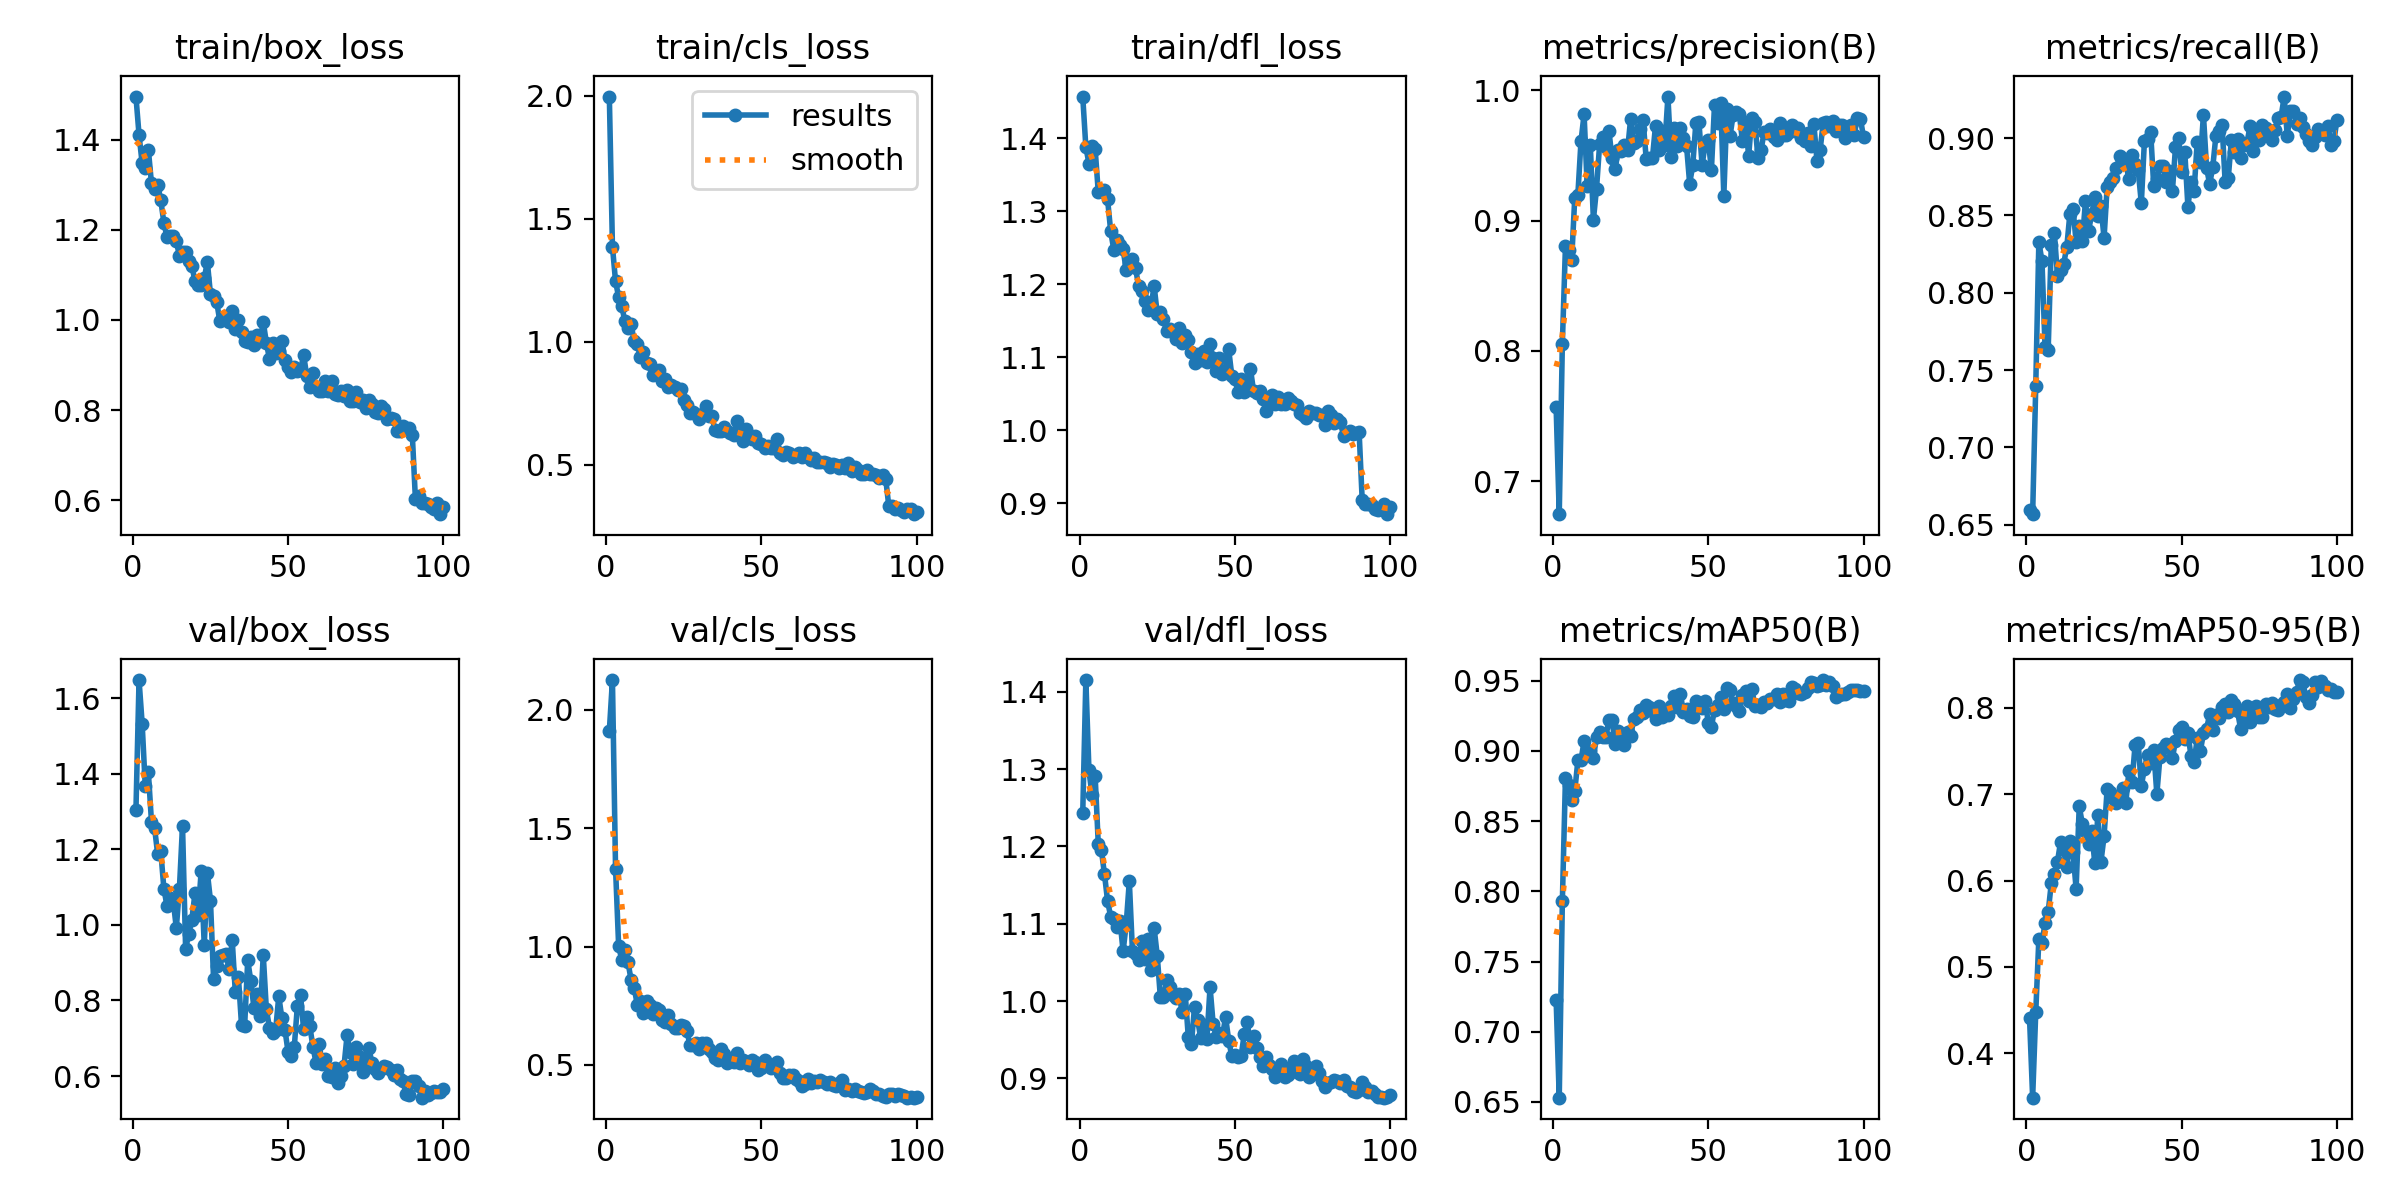 train/box_loss
1.4
1.2
1.0
0.8
0.6
0 50 100
train/cls_loss
results
smooth
2.0
1.5
1.0
0.5
0 50 100
train/dfl_loss
1.4
1.3
1.2
1.1
1.0
0.9
0 50 100
metrics/precision(B)
1.0
0.9
0.8
0.7
0 50 100
metrics/recall(B)
0.90
0.85
0.80
0.75
0.70
0.65
0 50 100
val/box_loss
1.6
1.4
1.2
1.0
0.8
0.6
0 50 100
val/cls_loss
2.0
1.5
1.0
0.5
0 50 100
val/dfl_loss
1.4
1.3
1.2
1.1
1.0
0.9
0 50 100
metrics/mAP50(B)
0.95
0.90
0.85
0.80
0.75
0.70
0.65
0 50 100
metrics/mAP50-95(B)
0.8
0.7
0.6
0.5
0.4
0 50 100